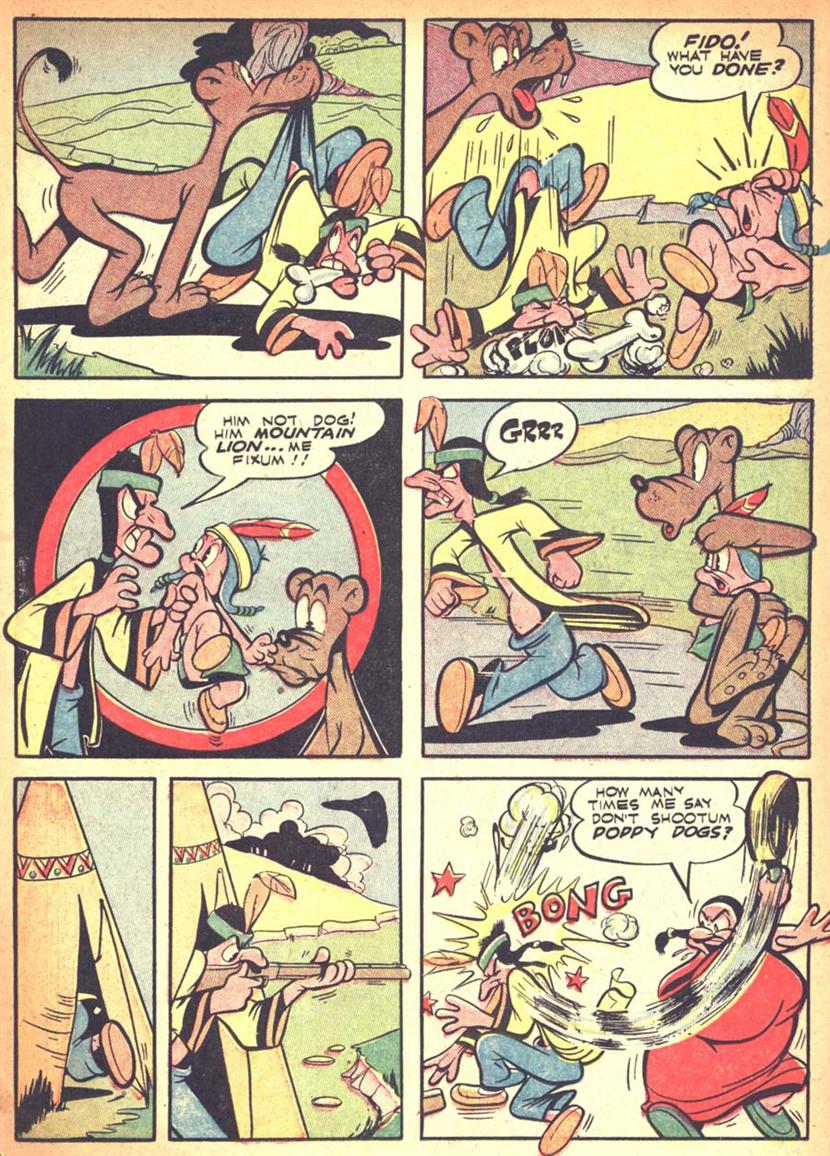 FIDO!
WHAT HAVE
YOU DONE?
PLOP
HIM NOT DOG!
HIM MOUNTAIN
LION... ME
FIXUM!!
GRRR
HOW MANY
TIMES ME SAY
DON'T SHOOTUM
POPPY DOGS?
BONG